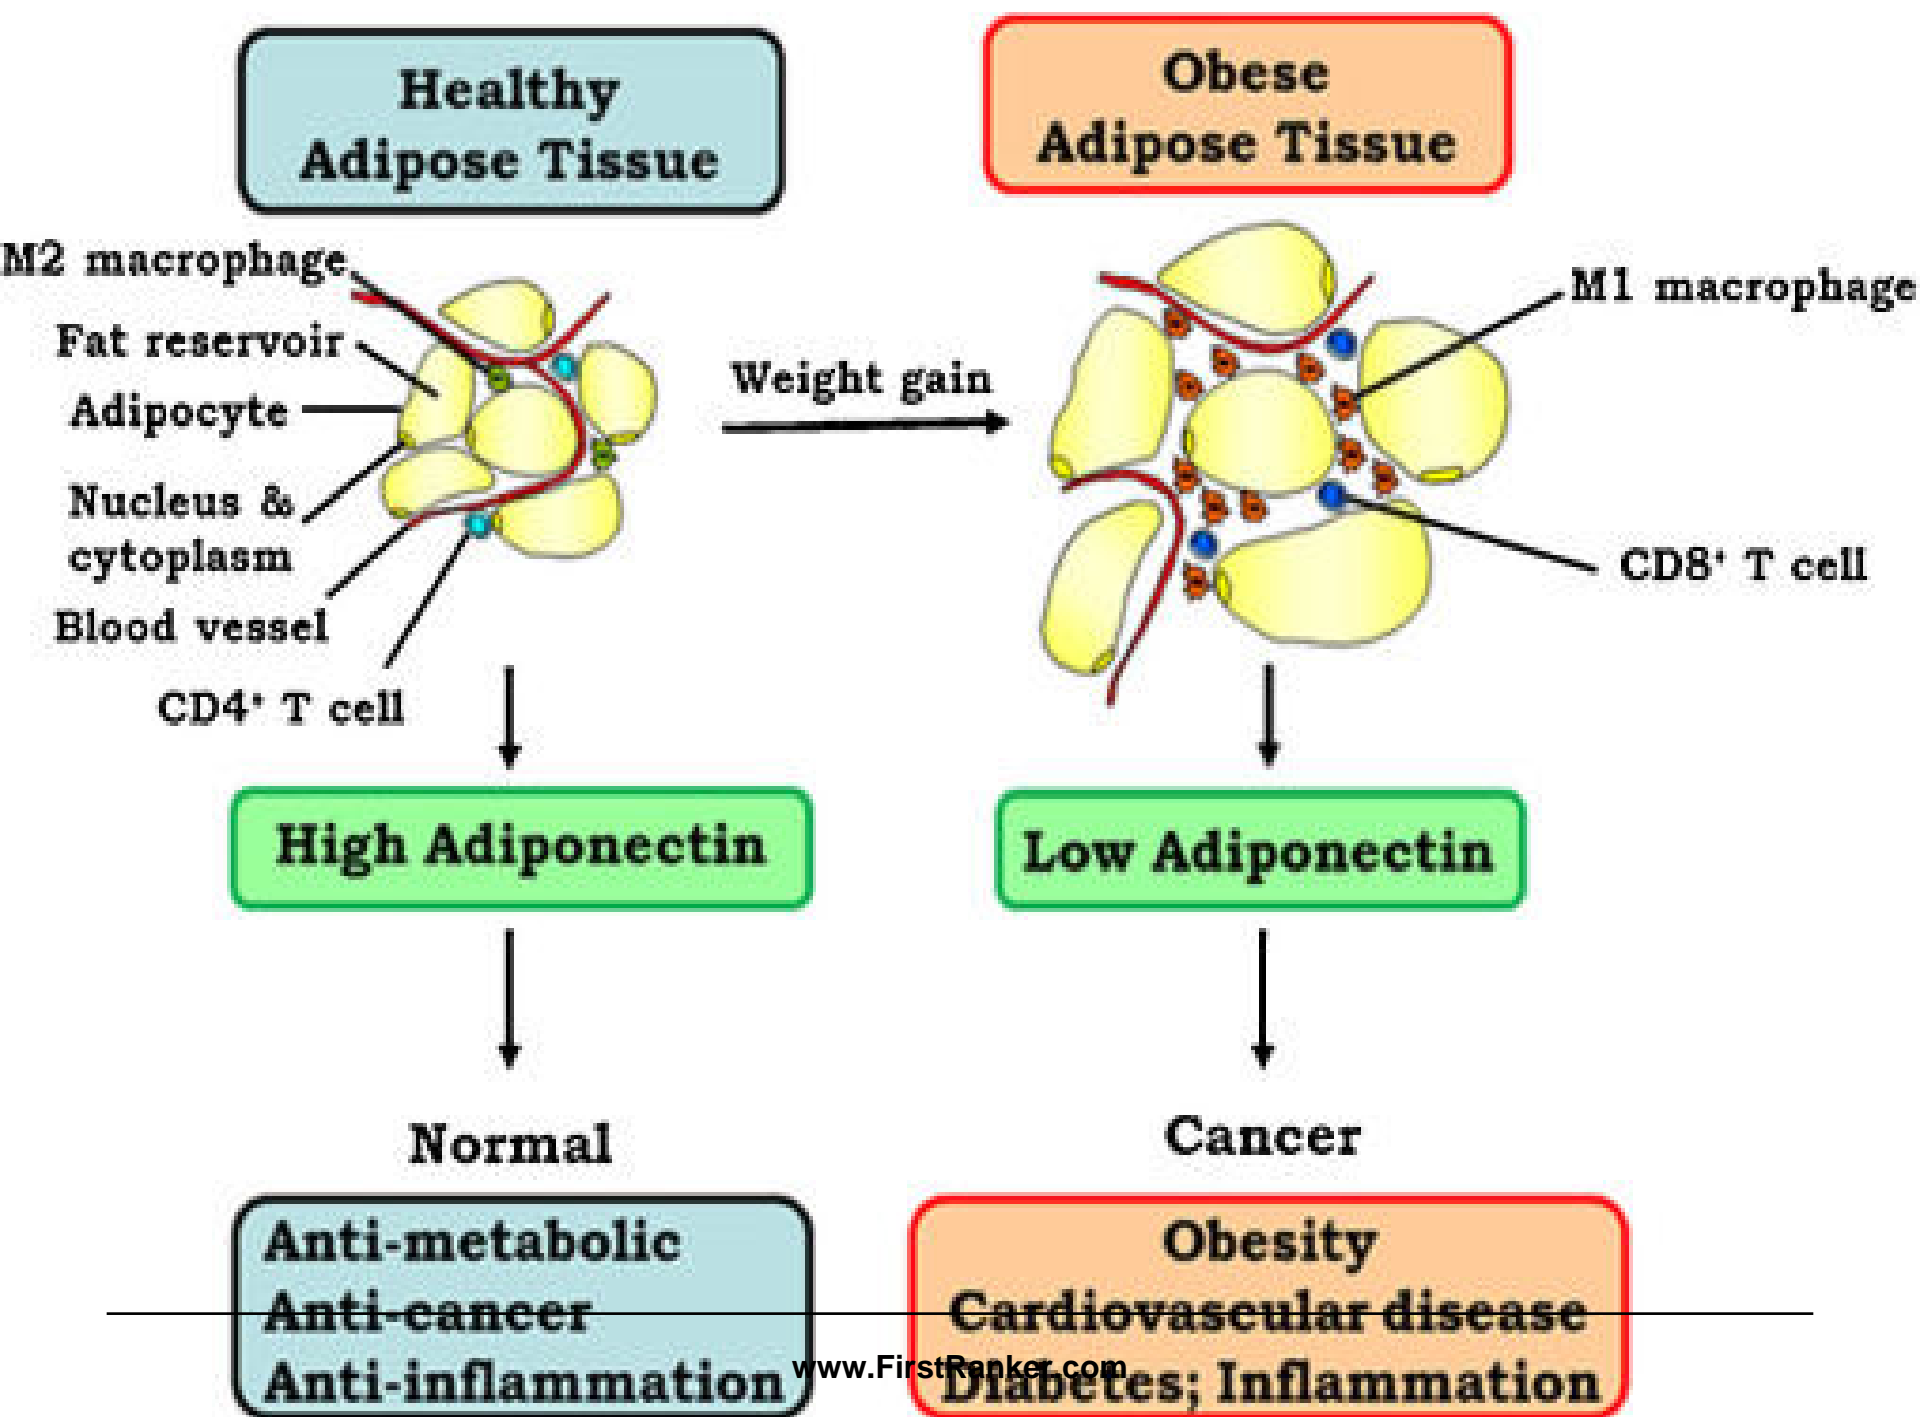 Healthy
Adipose Tissue
Obese
Adipose Tissue
M2 macrophage
Fat reservoir
Adipocyte
Nucleus &
cytoplasm
Blood vessel
CD4+ T cell
Weight gain
M1 macrophage
CD8+ T cell
High Adiponectin
Low Adiponectin
Normal
Cancer
Anti-metabolic
Anti-cancer
Anti-inflammation
Obesity
Cardiovascular disease
Diabetes; Inflammation
www.FirstRanker.com